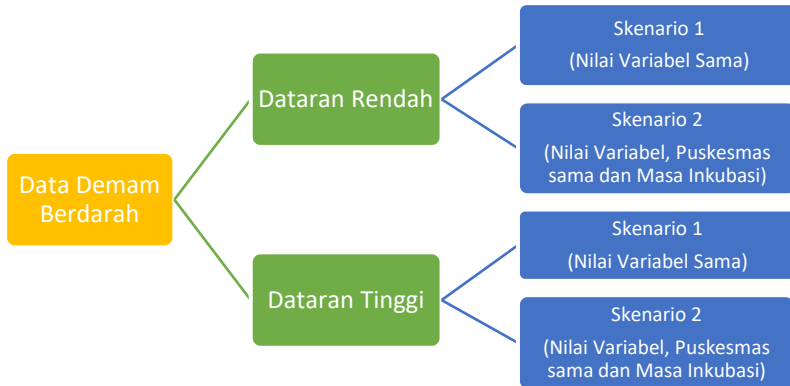 Data Demam
Berdarah
Dataran Rendah
Skenario 1
(Nilai Variabel Sama)
Skenario 2
(Nilai Variabel, Puskesmas
sama dan Masa Inkubasi)
Dataran Tinggi
Skenario 1
(Nilai Variabel Sama)
Skenario 2
(Nilai Variabel, Puskesmas
sama dan Masa Inkubasi)